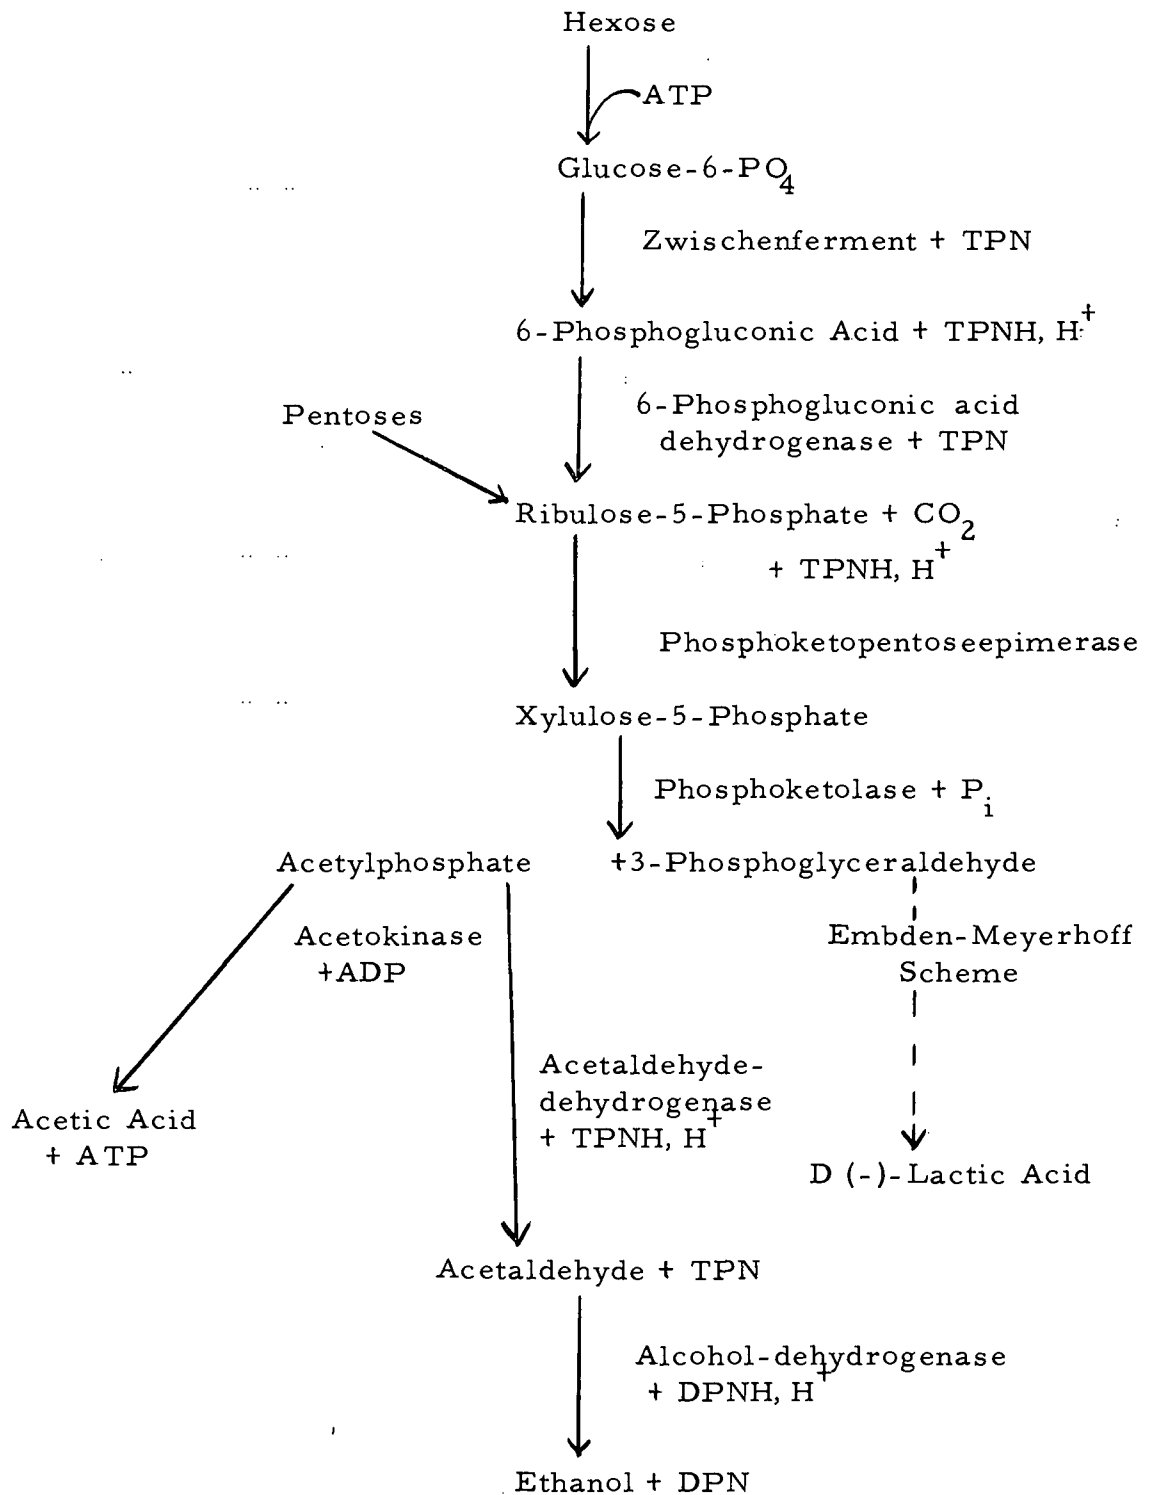 Hexose
ATP
Glucose-6-PO4
Zwischenferment + TPN
6-Phosphogluconic Acid + TPNH, H+
Pentoses
6-Phosphogluconic acid
dehydrogenase + TPN
Ribulose-5-Phosphate + CO2
+ TPNH, H+
Phosphoketopentoseepimerase
Xylulose-5-Phosphate
Phosphoketolase + Pi
Acetylphosphate
+3-Phosphoglyceraldehyde
Acetokinase
+ADP
Embden-Meyerhoff
Scheme
Acetaldehyde-
dehydrogenase
+ TPNH, H+
Acetic Acid
+ ATP
D (-)-Lactic Acid
Acetaldehyde + TPN
Alcohol-dehydrogenase
+ DPNH, H+
Ethanol + DPN